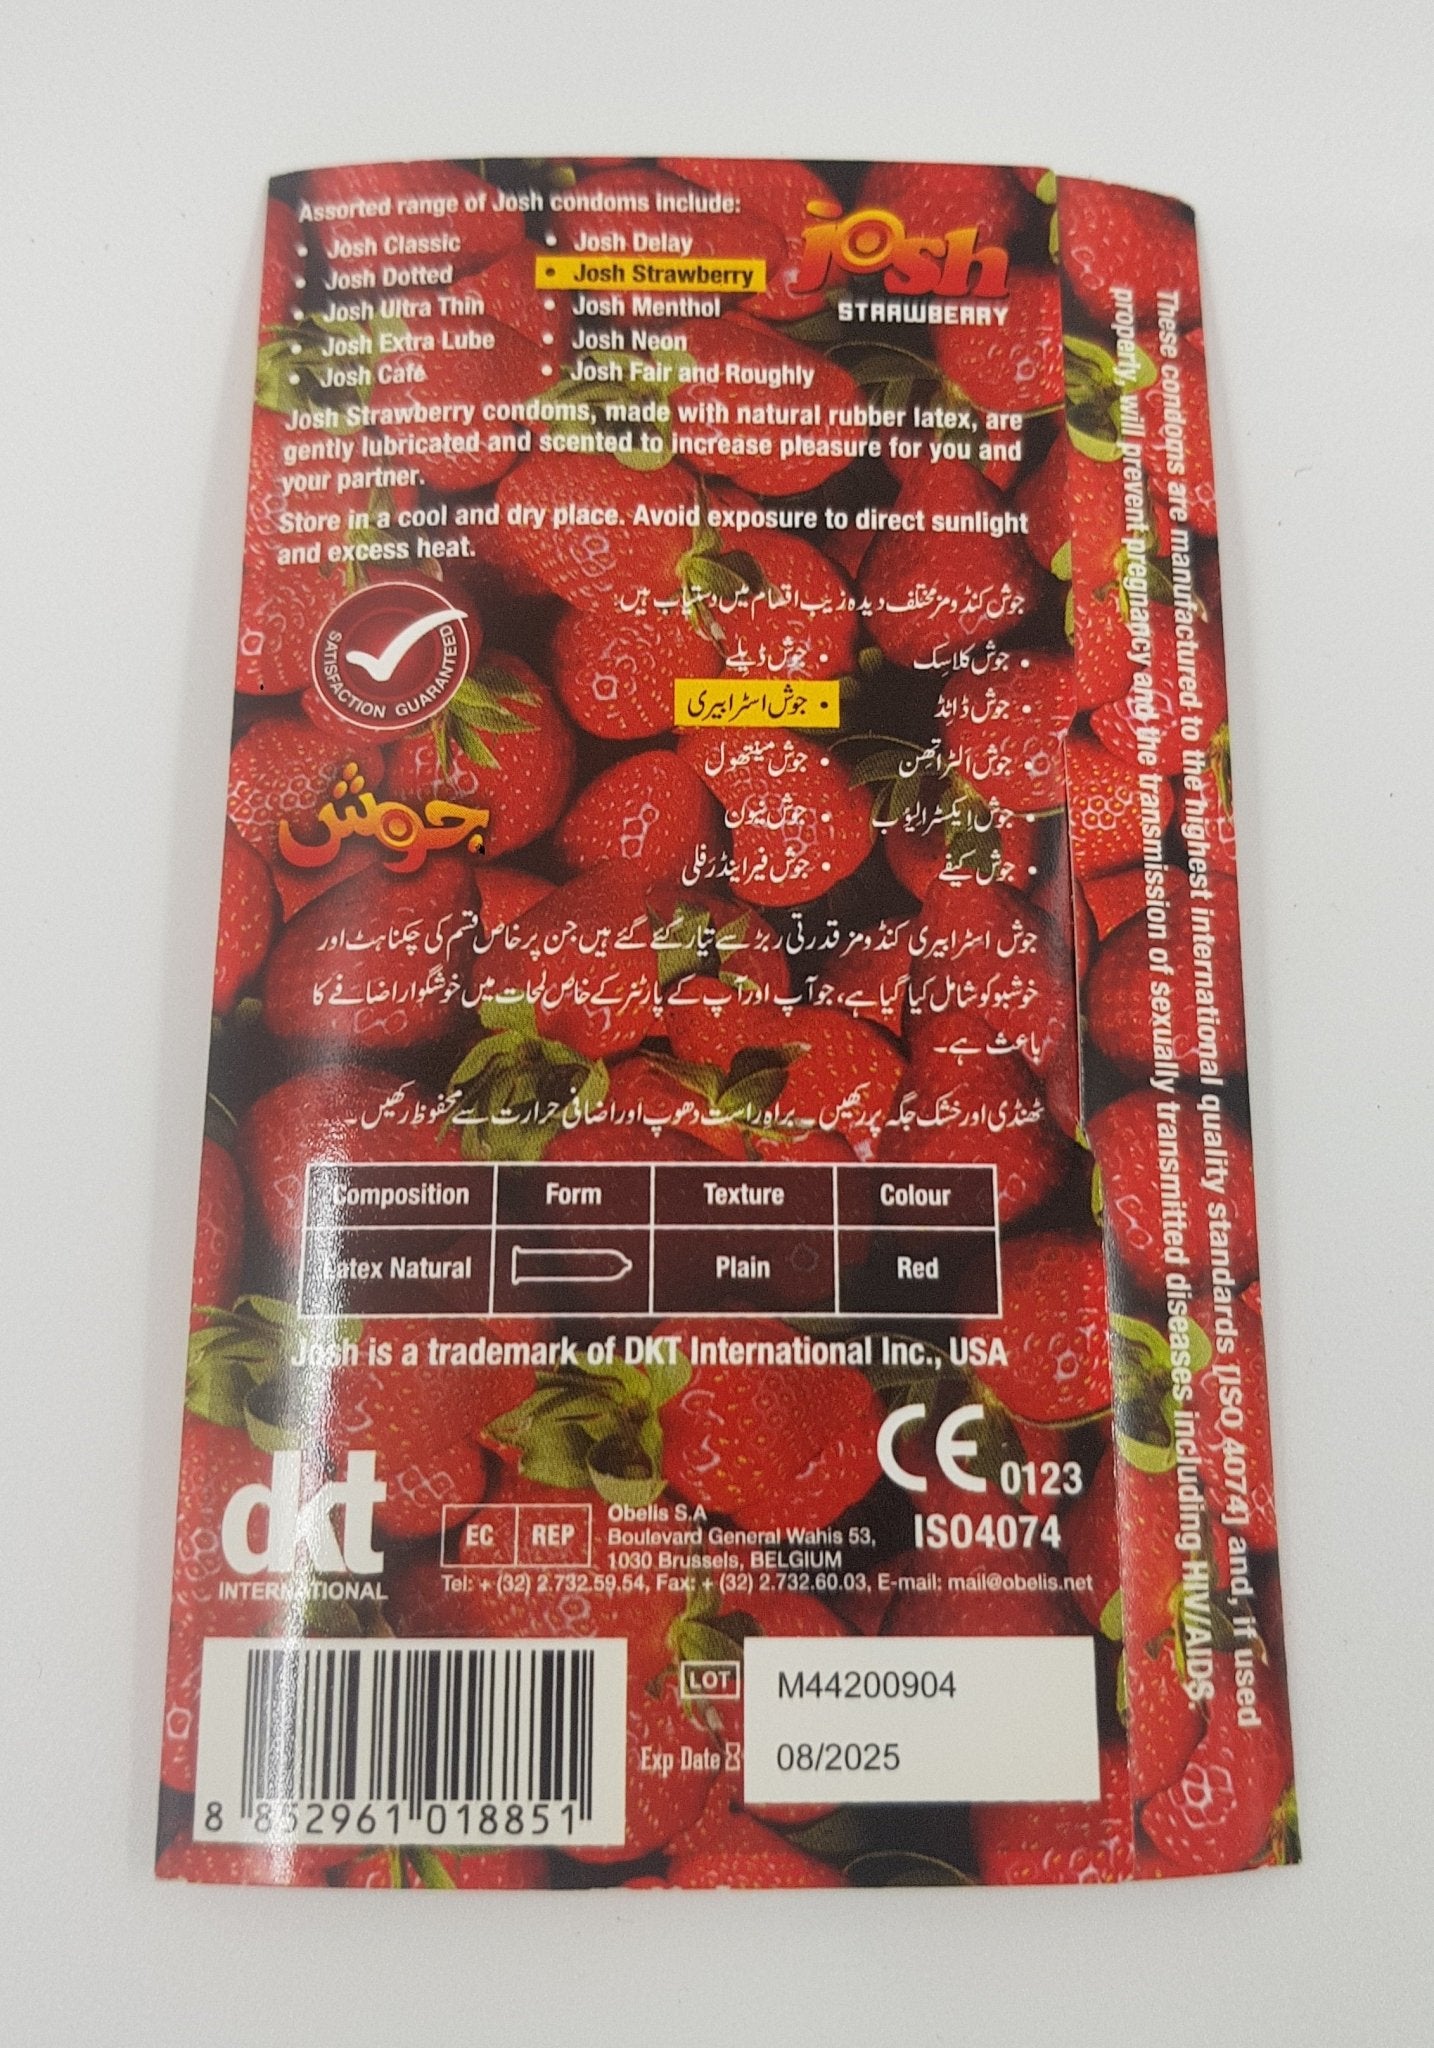 Assorted range of Josh condoms include:
• Josh Classic
• Josh Dotted
• Josh Ultra Thin
• Josh Extra Lube
• Josh Café
• Josh Delay
• Josh Strawberry
• Josh Menthol
• Josh Neon
• Josh Fair and Roughly
josh
STRAWBERRY
Josh Strawberry condoms, made with natural rubber latex, are
gently lubricated and scented to increase pleasure for you and
your partner.
Store in a cool and dry place. Avoid exposure to direct sunlight
and excess heat.
SATISFACTION GUARANTEED
جوش
جوش کنڈومز مختلف دیدہ زیب اقسام میں دستیاب ہیں:
• جوش کلاسِک
• جوش ڈاٹڈ
• جوش الٹرا تھن
• جوش ایکسٹرا لیوب
• جوش کیفے
• جوش ڈیلے
• جوش اسٹرابیری
• جوش مینتھول
• جوش نیون
• جوش فیر اینڈ رفلی
جوش اسٹرابیری کنڈومز قدرتی ربڑ سے تیار کئے گئے ہیں جن پر خاص قسم کی چکناہٹ اور
خوشبو کو شامل کیا گیا ہے، جو آپ اور آپ کے پارٹنر کے خاص لمحات میں خوشگوار اضافے کا
باعث ہے۔
ٹھنڈی اور خشک جگہ پر رکھیں ۔ براہ راست دھوپ اور اضافی حرارت سے محفوظ رکھیں ۔
Composition Form Texture Colour
Latex Natural Plain Red
Josh is a trademark of DKT International Inc., USA
dkt
INTERNATIONAL
EC REP
Obelis S.A
Boulevard General Wahis 53,
1030 Brussels, BELGIUM
Tel: + (32) 2.732.59.54, Fax: + (32) 2.732.60.03, E-mail: mail@obelis.net
CE 0123
ISO4074
8 852961 018851
LOT M44200904
Exp Date 08/2025
These condoms are manufactured to the highest international quality standards [ISO 4074] and, if used
properly, will prevent pregnancy and the transmission of sexually transmitted diseases including HIV/AIDS.